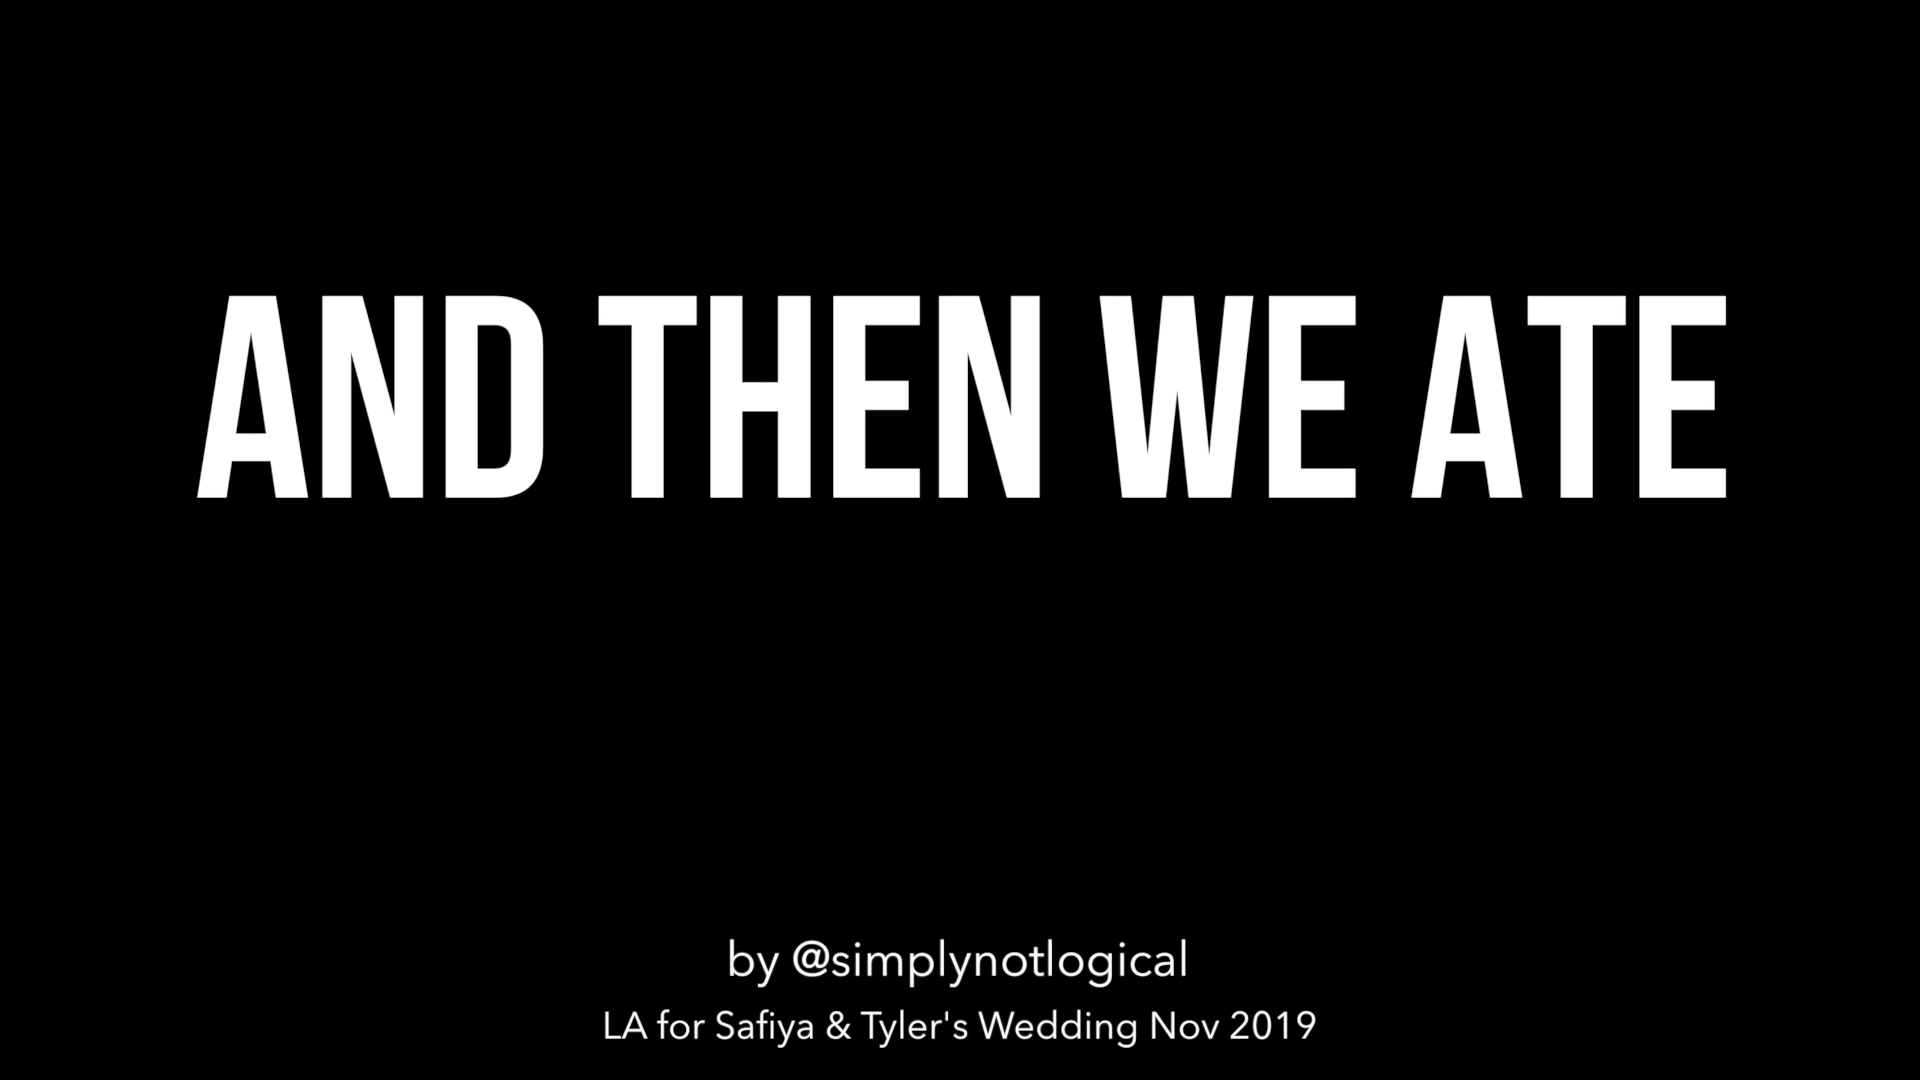 AND THEN WE ATE
by @simplynotlogical
LA for Safiya & Tyler's Wedding Nov 2019